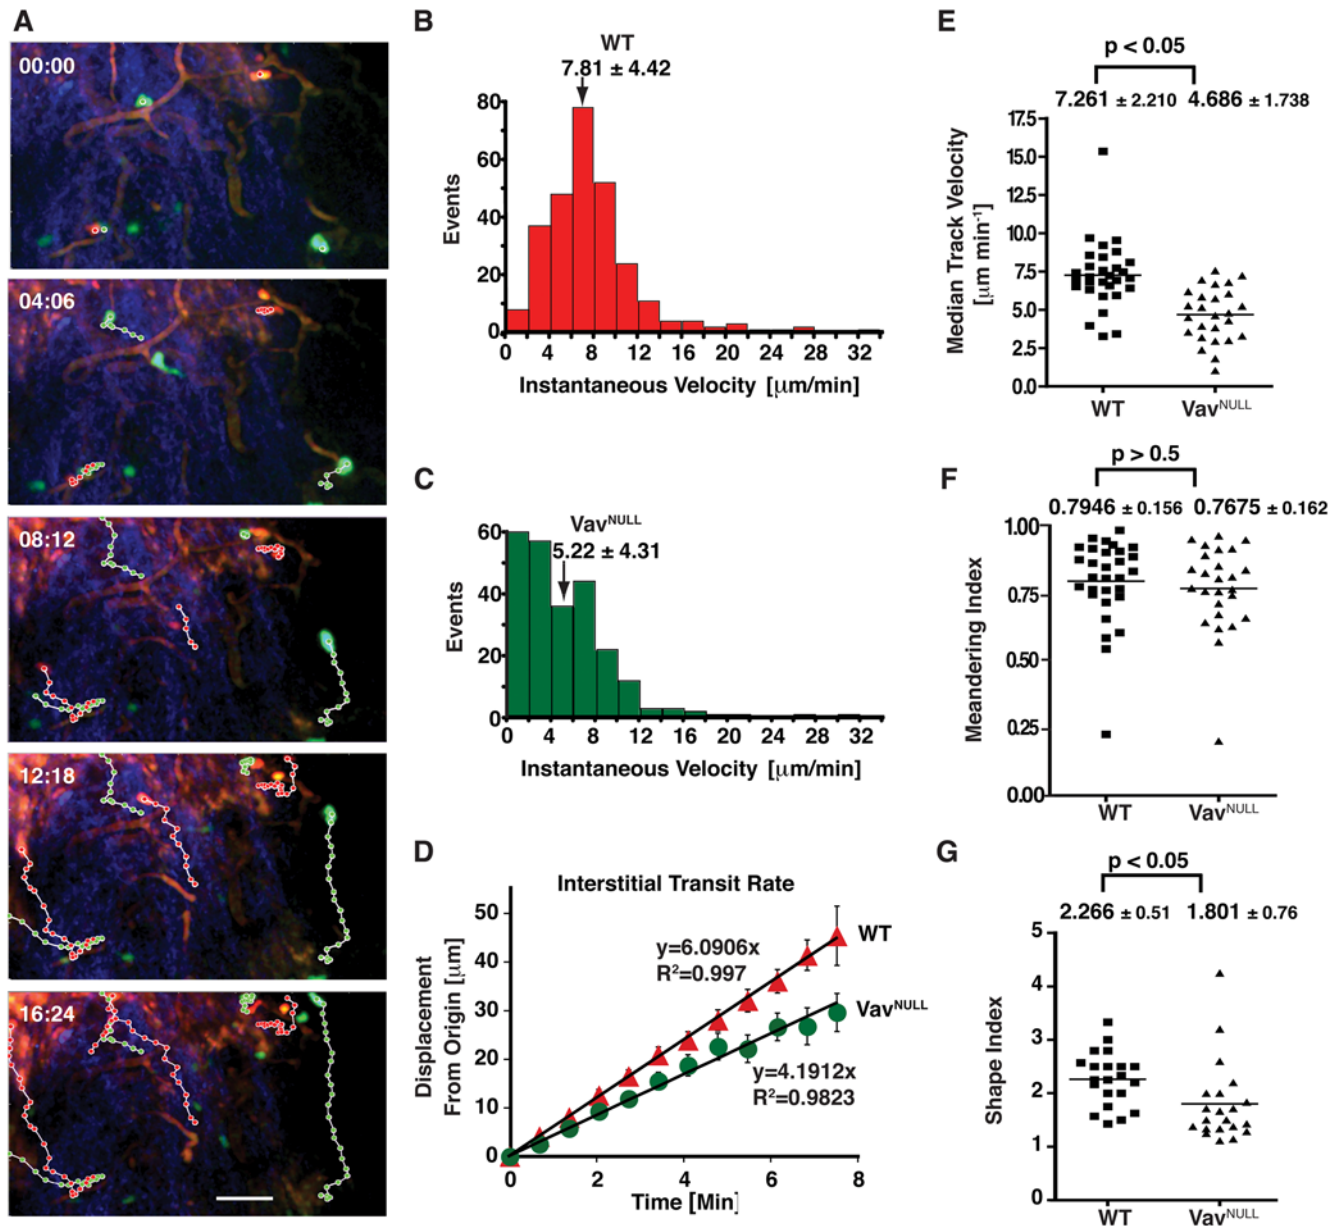 A
00:00
04:06
08:12
12:18
16:24
B
WT
7.81 ± 4.42
80
60
40
20
0
Events
0 4 8 12 16 20 24 28 32
Instantaneous Velocity [μm/min]
C
Vav^NULL
5.22 ± 4.31
60
40
20
0
Events
0 4 8 12 16 20 24 28 32
Instantaneous Velocity [μm/min]
D
Interstitial Transit Rate
50
40
30
20
10
0
Displacement
From Origin [μm]
y=6.0906x
R²=0.997
WT
Vav^NULL
y=4.1912x
R²=0.9823
0 2 4 6 8
Time [Min]
E
p < 0.05
7.261 ± 2.210 4.686 ± 1.738
17.5
15.0
12.5
10.0
7.5
5.0
2.5
0.0
Median Track Velocity
[μm min⁻¹]
WT Vav^NULL
F
p > 0.5
0.7946 ± 0.156 0.7675 ± 0.162
1.00
0.75
0.50
0.25
0.00
Meandering Index
WT Vav^NULL
G
p < 0.05
2.266 ± 0.51 1.801 ± 0.76
5
4
3
2
1
0
Shape Index
WT Vav^NULL